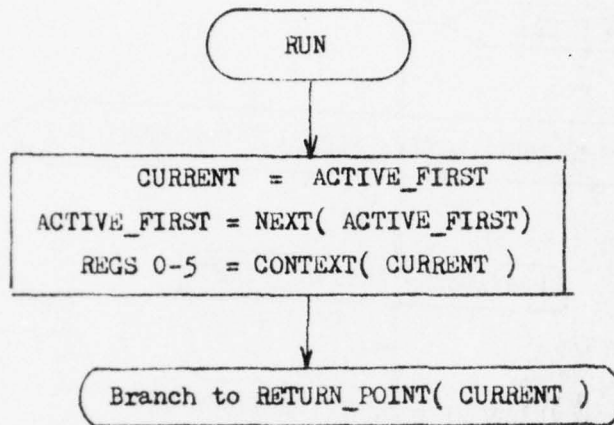 RUN
CURRENT = ACTIVE_FIRST
ACTIVE_FIRST = NEXT( ACTIVE_FIRST)
REGS 0-5 = CONTEXT( CURRENT )
Branch to RETURN_POINT( CURRENT )